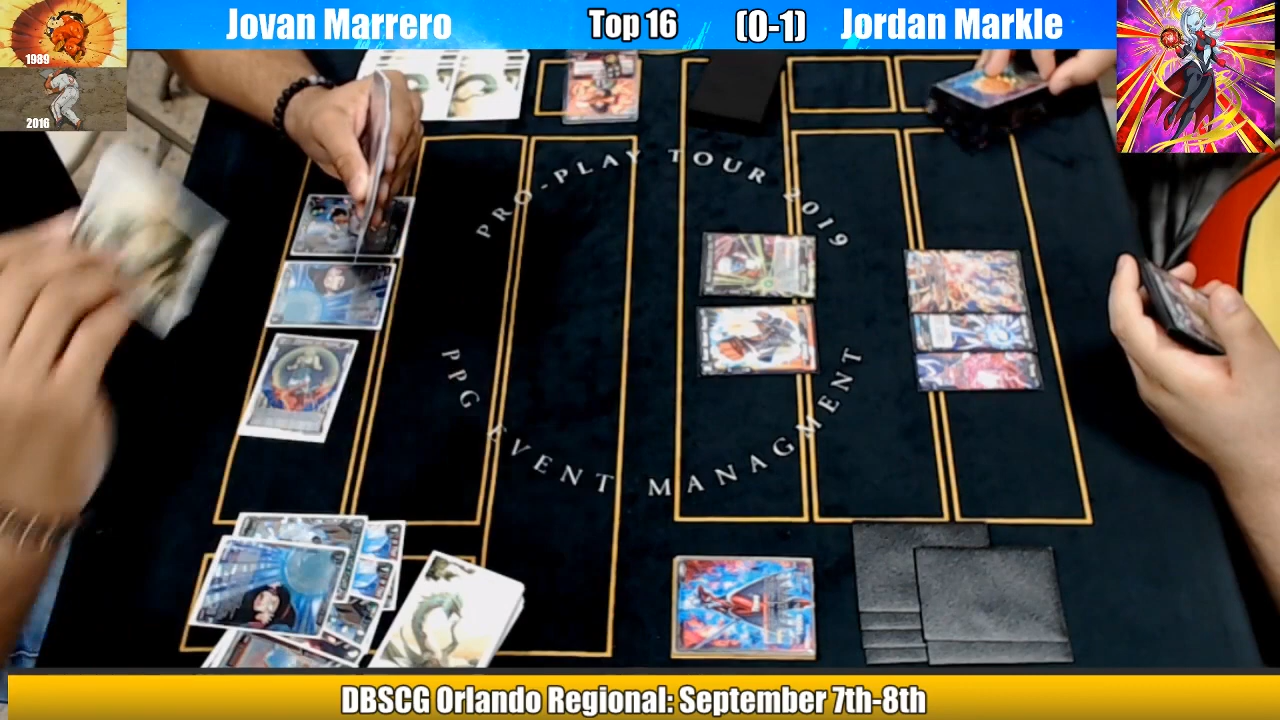 Jovan Marrero
Top 16
(0-1)
Jordan Markle
1989
2016
PRO-PLAY TOUR 2019
PPG EVENT MANAGMENT
DBSCG Orlando Regional: September 7th-8th